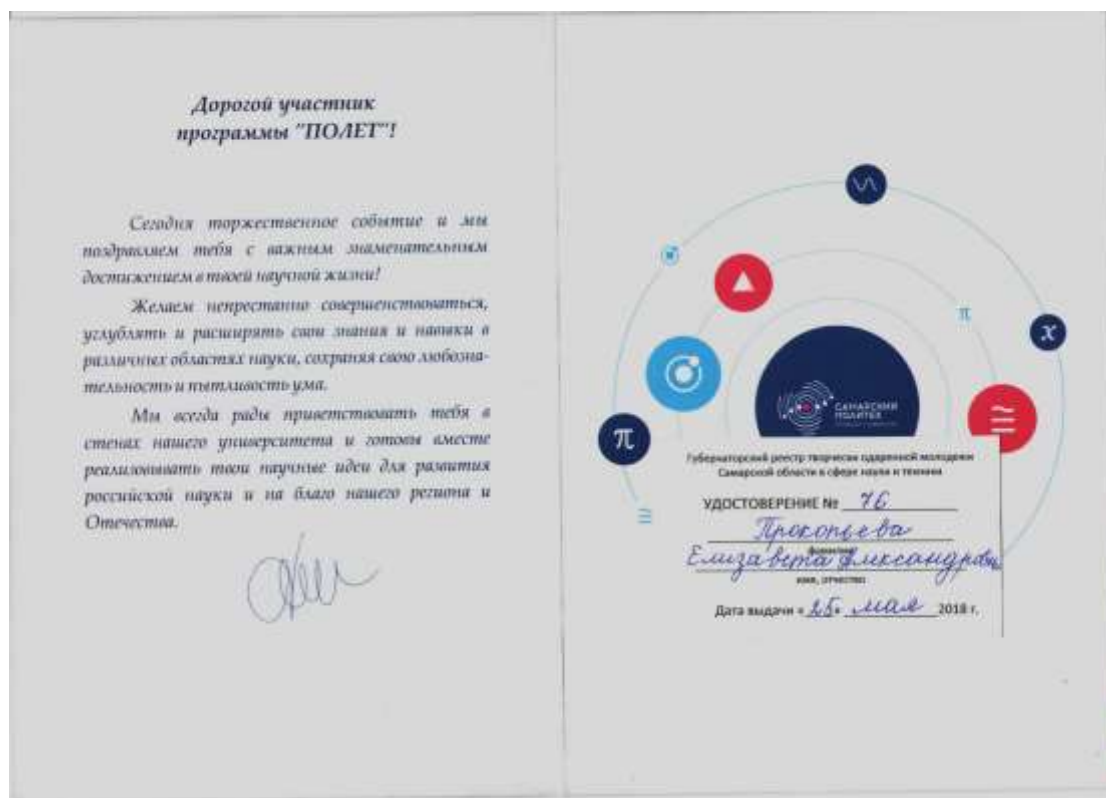 Дорогой участник
программы "ПОЛЕТ"!
Сегодня торжественное событие и мы
поздравляем тебя с важным знаменательным
достижением в твоей научной жизни!
Желаем непрестанно совершенствоваться,
углублять и расширять свои знания и навыки в
различных областях науки, сохраняя свою любозна-
тельность и пытливость ума.
Мы всегда рады приветствовать тебя в
стенах нашего университета и готовы вместе
реализовывать твои научные идеи для развития
российской науки и на благо нашего региона и
Отечества.
π
x
π
≅
≅
САМАРСКИЙ
ПОЛИТЕХ
Губернаторский реестр творчески одаренной молодежи
Самарской области в сфере науки и техники
УДОСТОВЕРЕНИЕ № 76
Прокопьева
фамилия
Елизавета Александровна
имя, отчество
Дата выдачи « 25 » мая 2018 г.